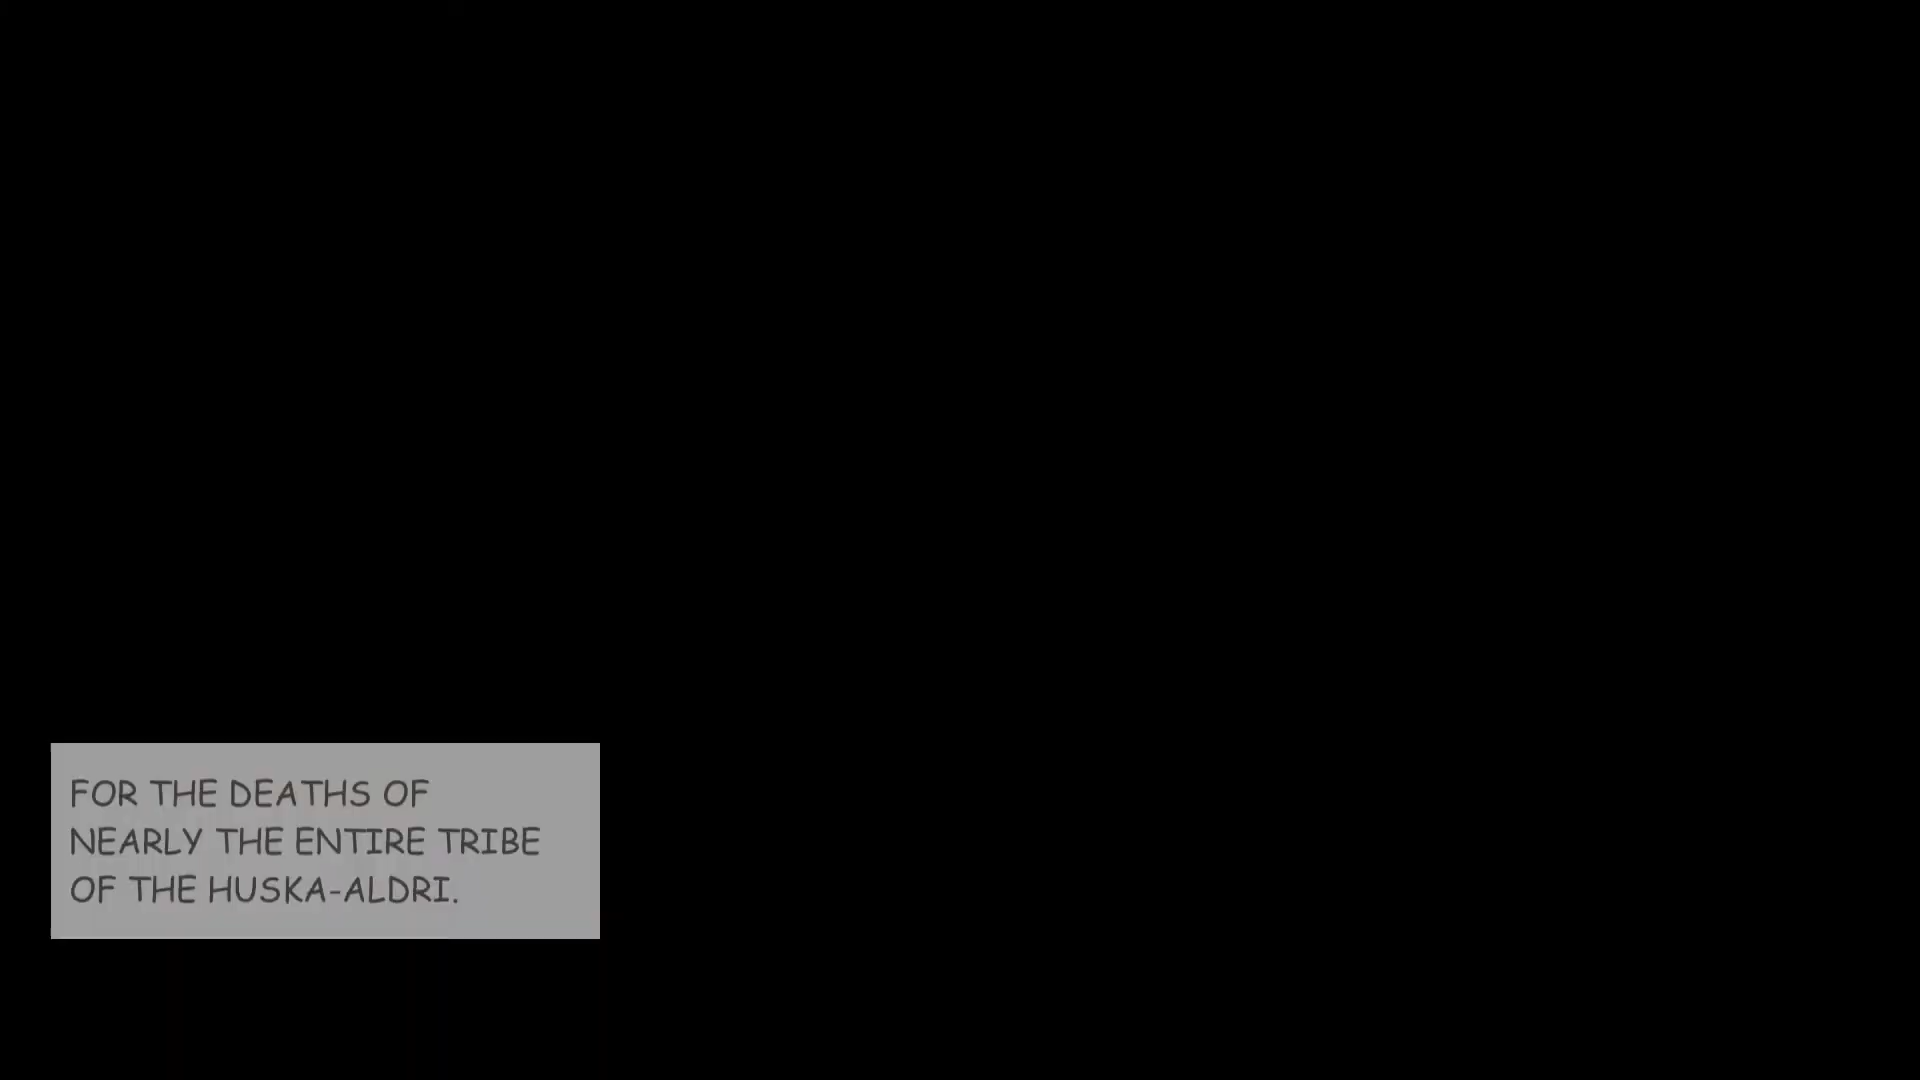 FOR THE DEATHS OF
NEARLY THE ENTIRE TRIBE
OF THE HUSKA-ALDRI.